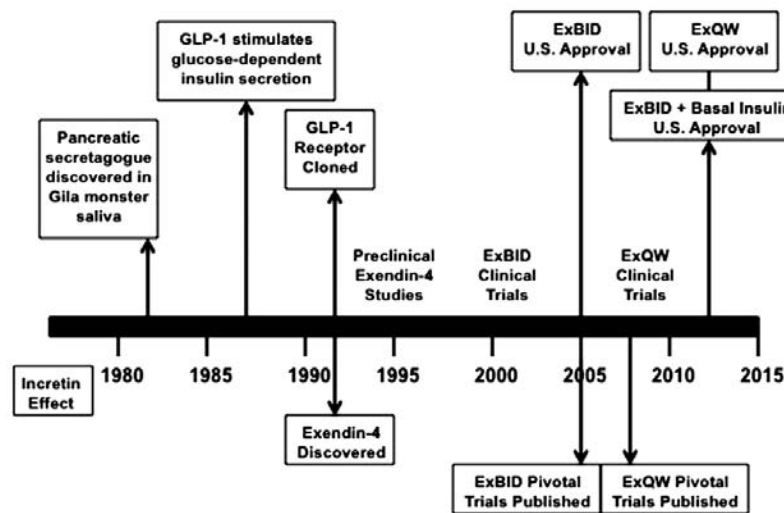 GLP-1 stimulates
glucose-dependent
insulin secretion
ExBID
U.S. Approval
ExQW
U.S. Approval
ExBID + Basal Insulin
U.S. Approval
Pancreatic
secretagogue
discovered in
Gila monster
saliva
GLP-1
Receptor
Cloned
Preclinical
Exendin-4
Studies
ExBID
Clinical
Trials
ExQW
Clinical
Trials
1980
1985
1990
1995
2000
2005
2010
2015
Incretin
Effect
Exendin-4
Discovered
ExBID Pivotal
Trials Published
ExQW Pivotal
Trials Published